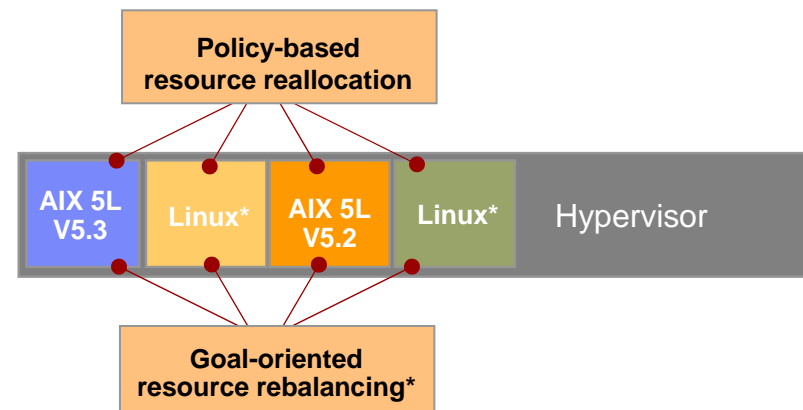 Policy-based
resource reallocation
AIX 5L
V5.3
Linux*
AIX 5L
V5.2
Linux*
Hypervisor
Goal-oriented
resource rebalancing*